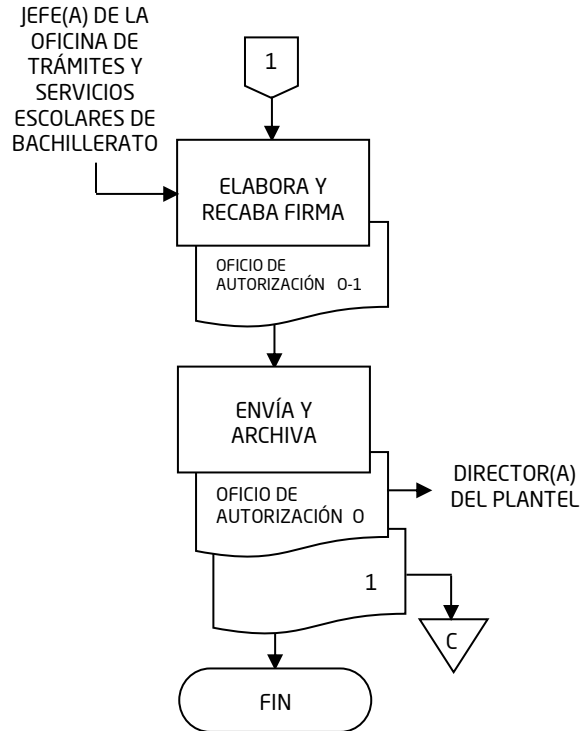 JEFE(A) DE LA
OFICINA DE
TRÁMITES Y
SERVICIOS
ESCOLARES DE
BACHILLERATO
1
ELABORA Y
RECABA FIRMA
OFICIO DE
AUTORIZACIÓN O-1
ENVÍA Y
ARCHIVA
OFICIO DE
AUTORIZACIÓN O
DIRECTOR(A)
DEL PLANTEL
1
C
FIN